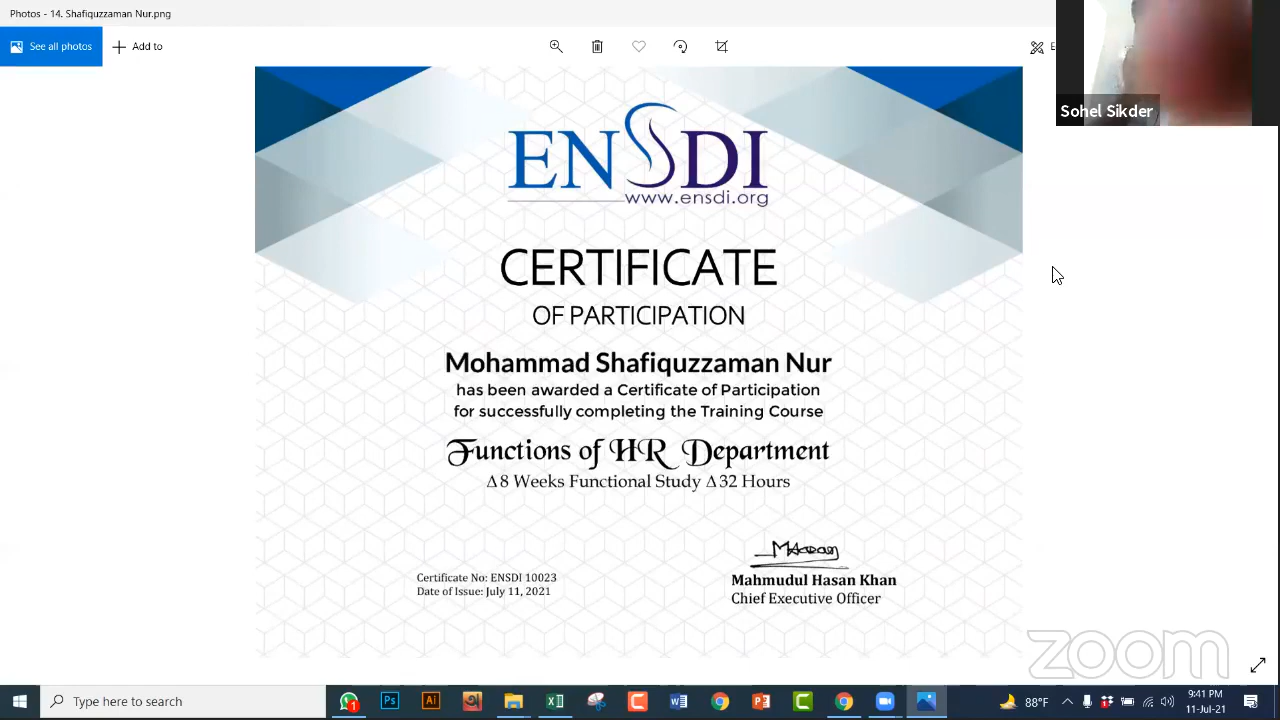 Photos - 14. Shafiquzzaman Nur.png
See all photos
Add to
Sohel Sikder
ENSDI
www.ensdi.org
CERTIFICATE
OF PARTICIPATION
Mohammad Shafiquzzaman Nur
has been awarded a Certificate of Participation
for successfully completing the Training Course
Functions of HR Department
Δ 8 Weeks Functional Study Δ 32 Hours
Certificate No: ENSDI 10023
Date of Issue: July 11, 2021
Mahmudul Hasan Khan
Chief Executive Officer
zoom
Type here to search
1
Ps
Ai
88°F
9:41 PM
11-Jul-21